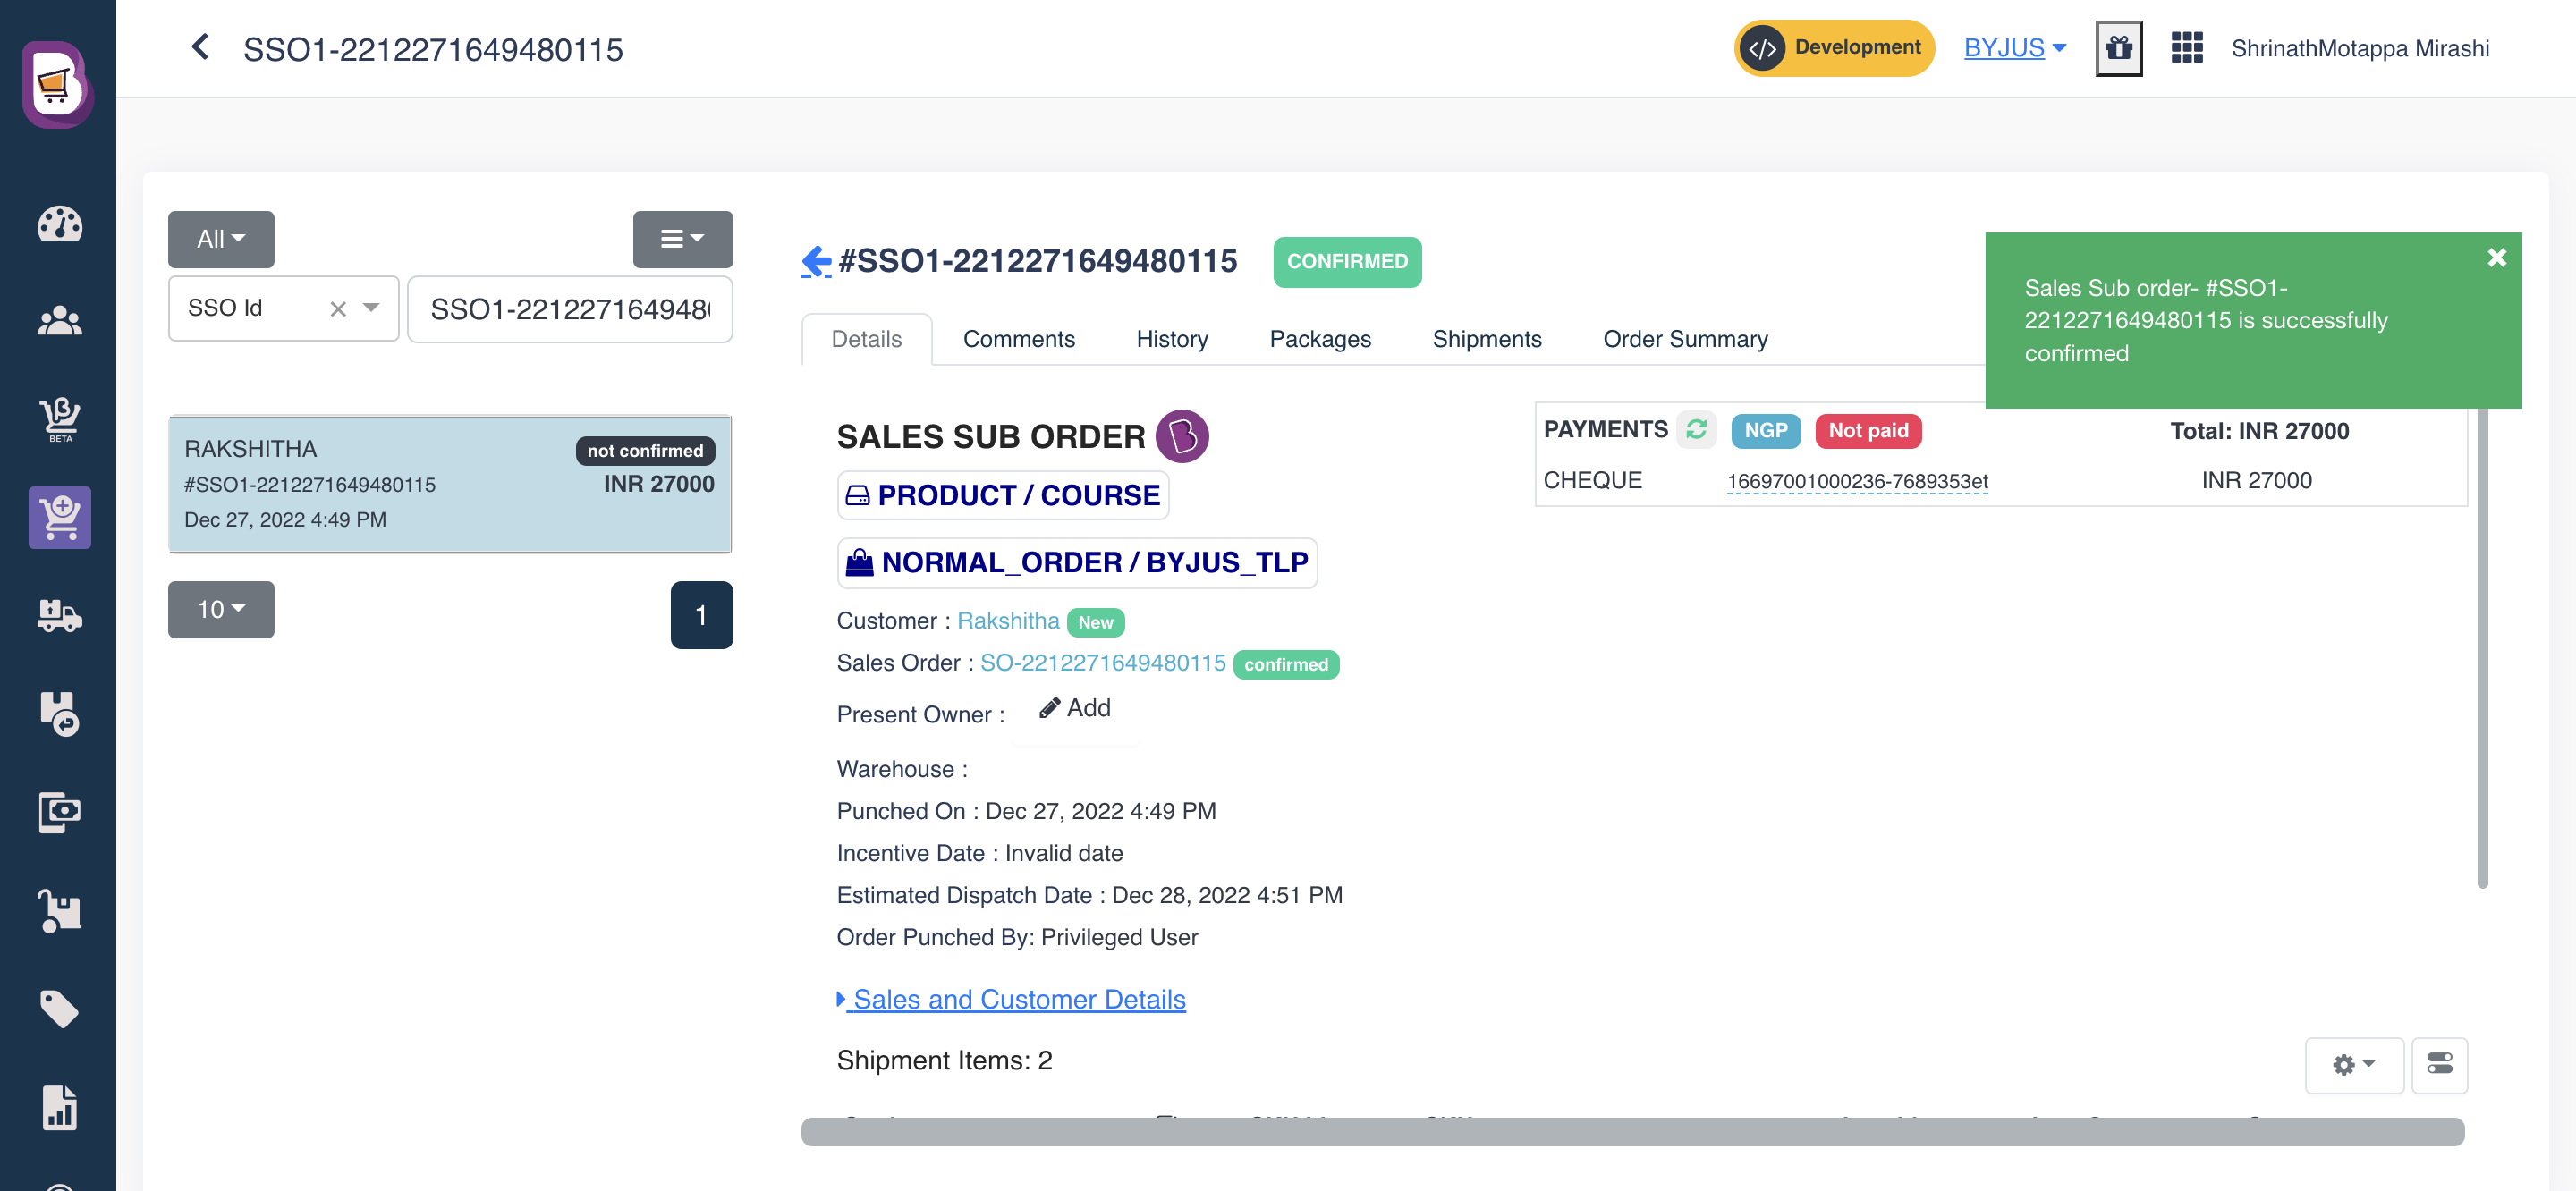 SSO1-2212271649480115
</> Development
BYJUS
ShrinathMotappa Mirashi
BETA
All
SSO Id
SSO1-221227164948
RAKSHITHA
not confirmed
#SSO1-2212271649480115
INR 27000
Dec 27, 2022 4:49 PM
10
1
#SSO1-2212271649480115
CONFIRMED
Sales Sub order- #SSO1-
2212271649480115 is successfully
confirmed
Details
Comments
History
Packages
Shipments
Order Summary
SALES SUB ORDER
PRODUCT / COURSE
NORMAL_ORDER / BYJUS_TLP
Customer : Rakshitha New
Sales Order : SO-2212271649480115 confirmed
Present Owner : Add
Warehouse :
Punched On : Dec 27, 2022 4:49 PM
Incentive Date : Invalid date
Estimated Dispatch Date : Dec 28, 2022 4:51 PM
Order Punched By: Privileged User
Sales and Customer Details
Shipment Items: 2
PAYMENTS NGP Not paid Total: INR 27000
CHEQUE 16697001000236-7689353et INR 27000